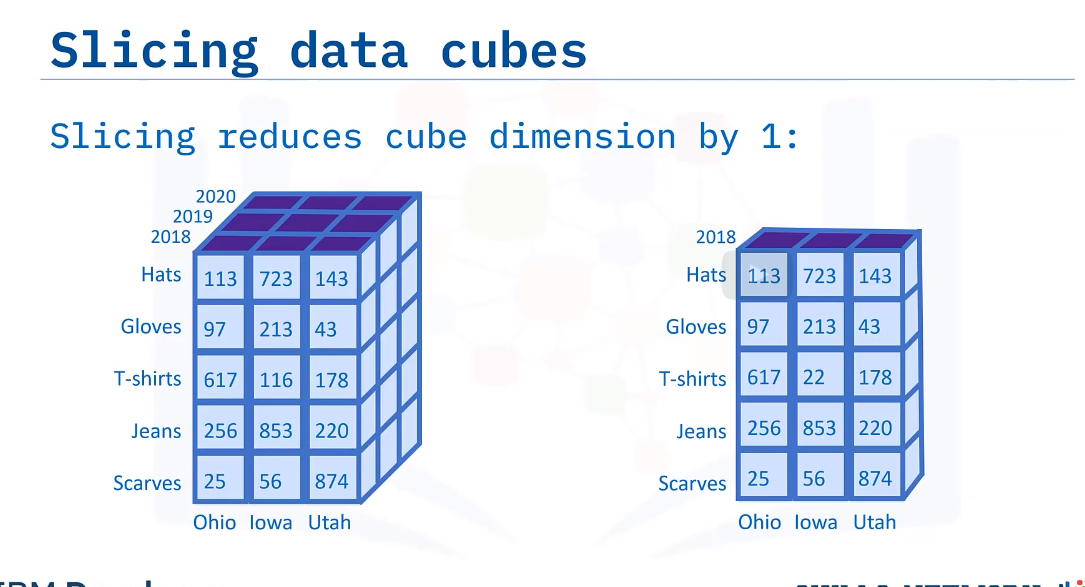 Slicing data cubes
Slicing reduces cube dimension by 1:
2020
2019
2018
Hats 113 723 143
Gloves 97 213 43
T-shirts 617 116 178
Jeans 256 853 220
Scarves 25 56 874
Ohio Iowa Utah
2018
Hats 113 723 143
Gloves 97 213 43
T-shirts 617 22 178
Jeans 256 853 220
Scarves 25 56 874
Ohio Iowa Utah